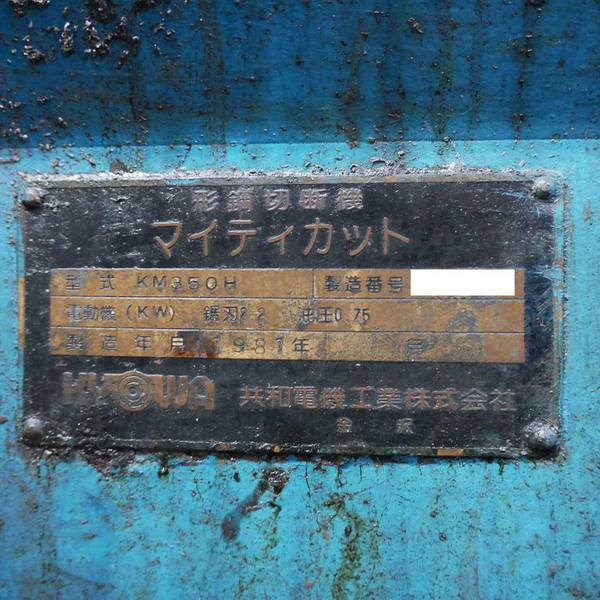 形鋼切断機
マイティカット
型式 KM350H 製造番号
電動機(KW) 鋸刃2.2 油圧0.75
製造年月 1981年 月
KYOWA 共和電機工業株式会社
金沢